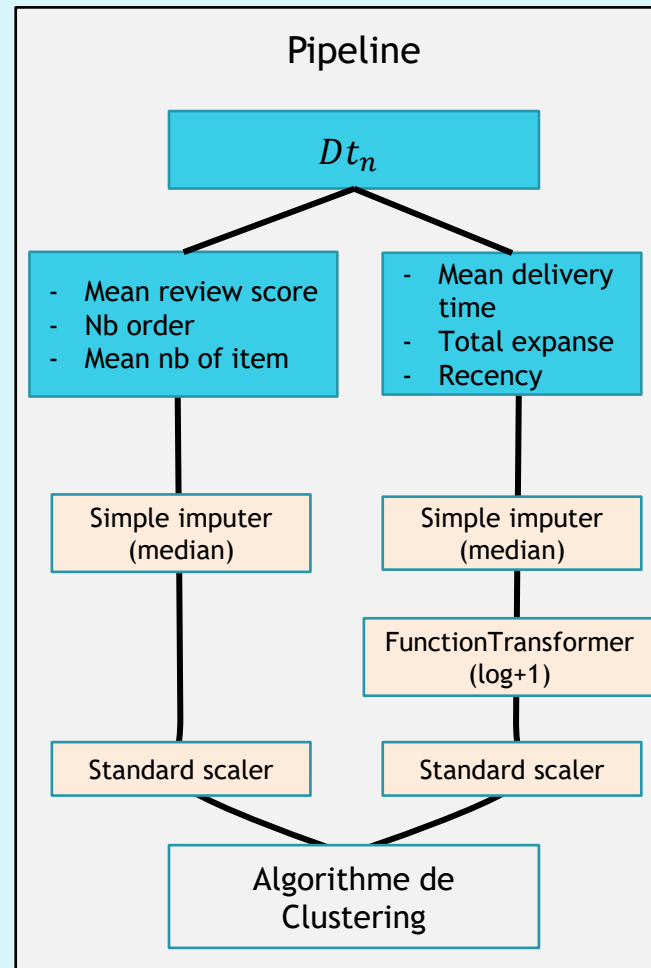 Pipeline
Dtₙ
- Mean review score
- Nb order
- Mean nb of item
- Mean delivery
time
- Total expanse
- Recency
Simple imputer
(median)
Simple imputer
(median)
FunctionTransformer
(log+1)
Standard scaler
Standard scaler
Algorithme de
Clustering